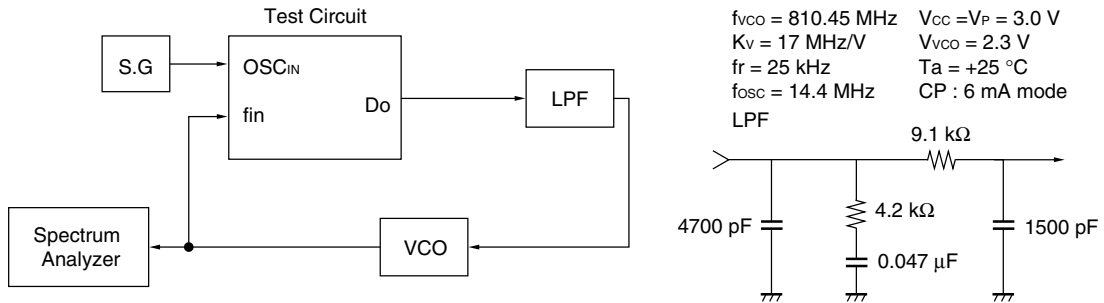 Test Circuit
S.G
OSCIN
fin
Do
LPF
VCO
Spectrum
Analyzer
fVCO = 810.45 MHz VCC =VP = 3.0 V
KV = 17 MHz/V VVCO = 2.3 V
fr = 25 kHz Ta = +25 °C
fOSC = 14.4 MHz CP : 6 mA mode
LPF
9.1 kΩ
4700 pF
4.2 kΩ
1500 pF
0.047 µF